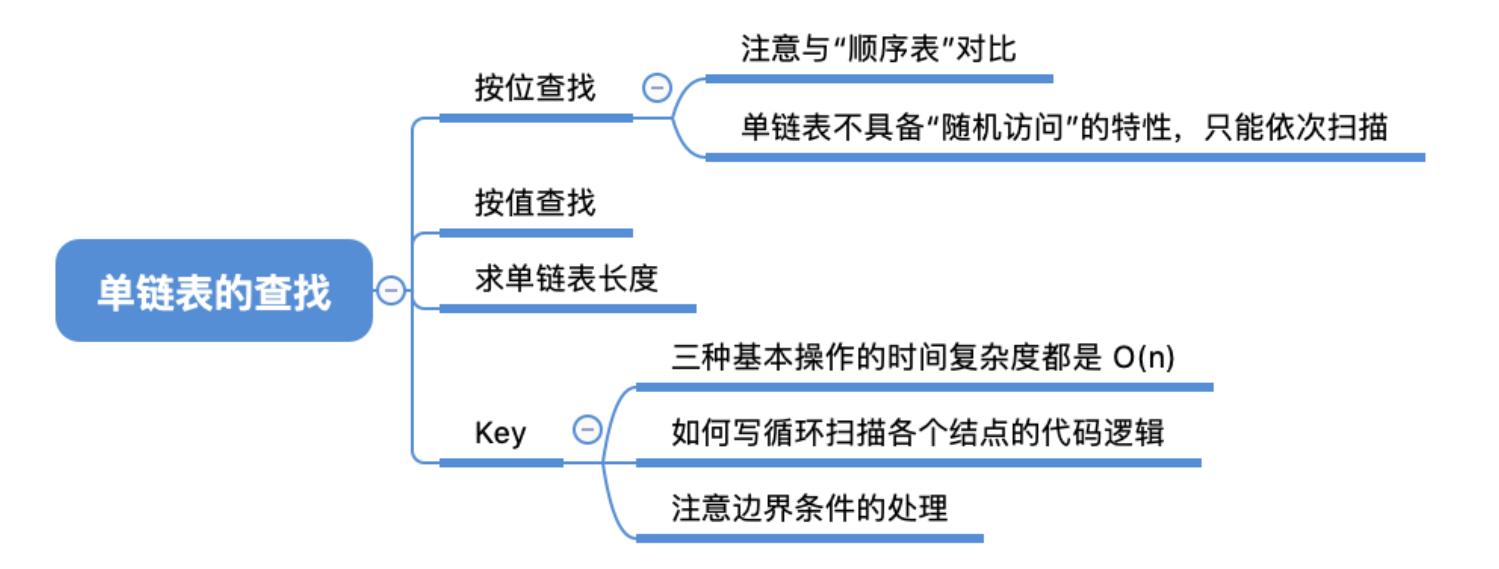 单链表的查找
按位查找
注意与“顺序表”对比
单链表不具备“随机访问”的特性，只能依次扫描
按值查找
求单链表长度
Key
三种基本操作的时间复杂度都是 O(n)
如何写循环扫描各个结点的代码逻辑
注意边界条件的处理